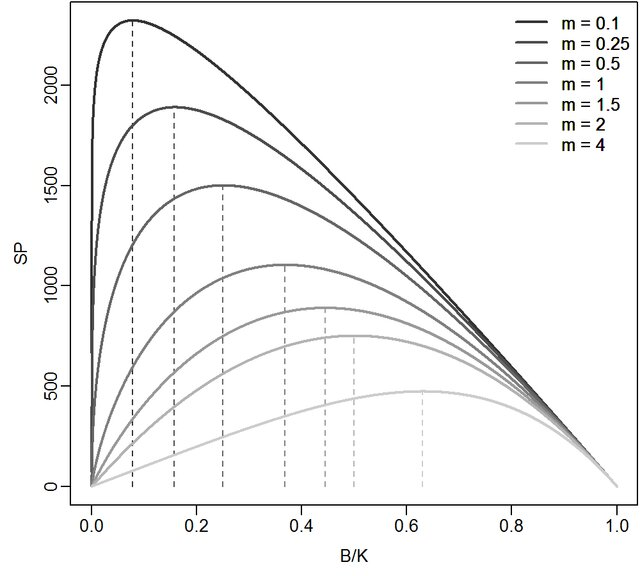 m = 0.1
m = 0.25
m = 0.5
m = 1
m = 1.5
m = 2
m = 4
2000
1500
1000
500
0
SP
0.0 0.2 0.4 0.6 0.8 1.0
B/K